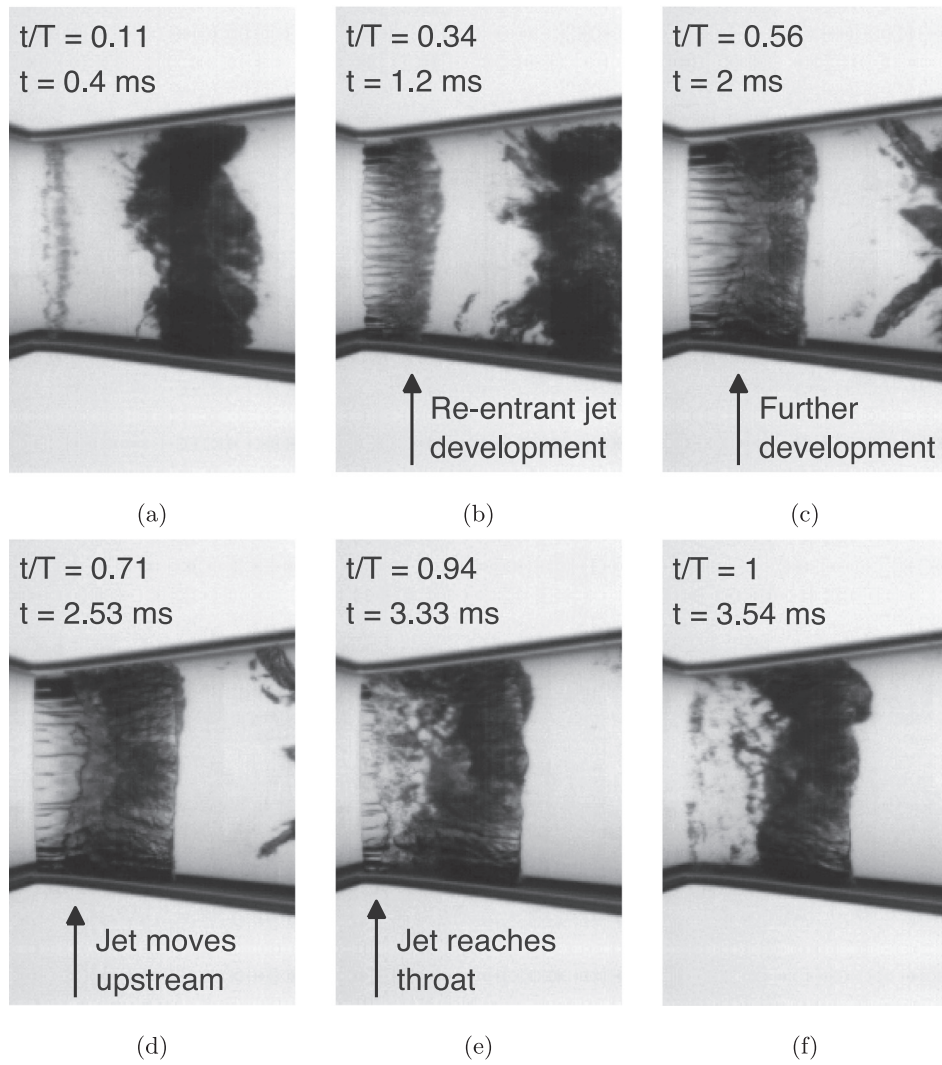 t/T = 0.11
t = 0.4 ms
t/T = 0.34
t = 1.2 ms
Re-entrant jet
development
t/T = 0.56
t = 2 ms
Further
development
(a)
(b)
(c)
t/T = 0.71
t = 2.53 ms
Jet moves
upstream
t/T = 0.94
t = 3.33 ms
Jet reaches
throat
t/T = 1
t = 3.54 ms
(d)
(e)
(f)